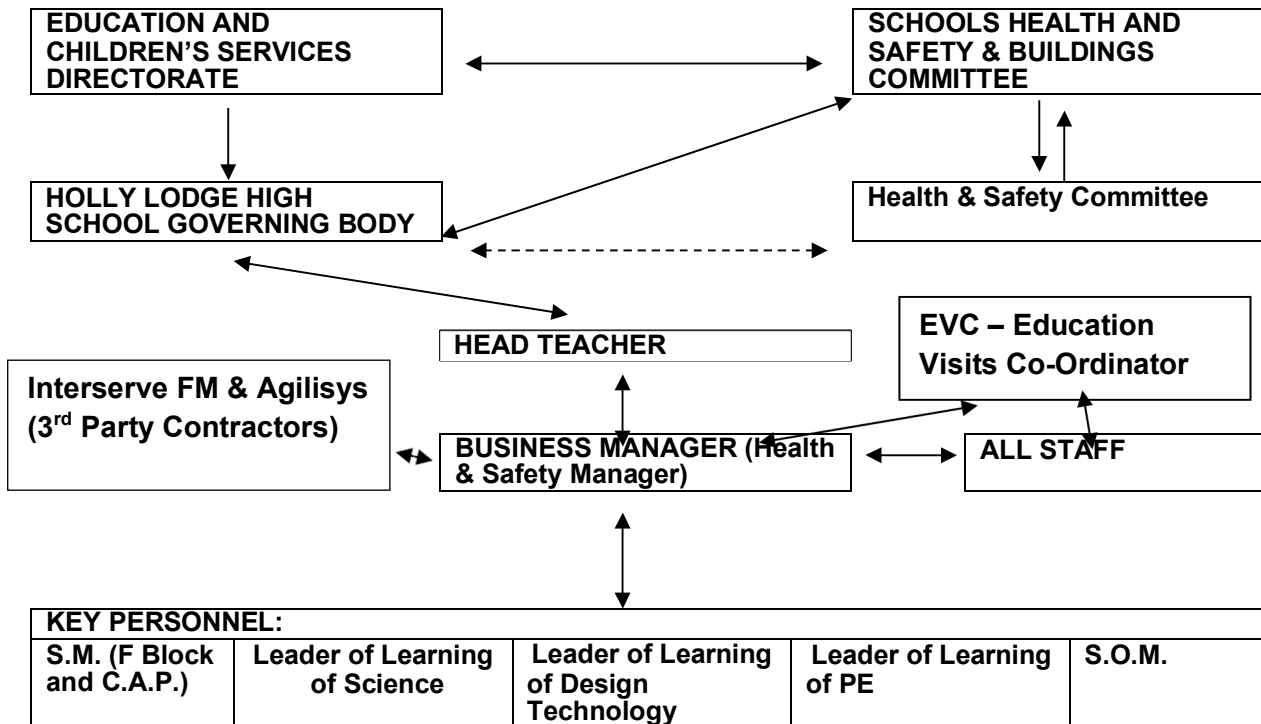 EDUCATION AND
CHILDREN’S SERVICES
DIRECTORATE
SCHOOLS HEALTH AND
SAFETY & BUILDINGS
COMMITTEE
HOLLY LODGE HIGH
SCHOOL GOVERNING BODY
Health & Safety Committee
HEAD TEACHER
EVC – Education
Visits Co-Ordinator
Interserve FM & Agilisys
(3rd Party Contractors)
BUSINESS MANAGER (Health
& Safety Manager)
ALL STAFF
KEY PERSONNEL:
S.M. (F Block
and C.A.P.)
Leader of Learning
of Science
Leader of Learning
of Design
Technology
Leader of Learning
of PE
S.O.M.